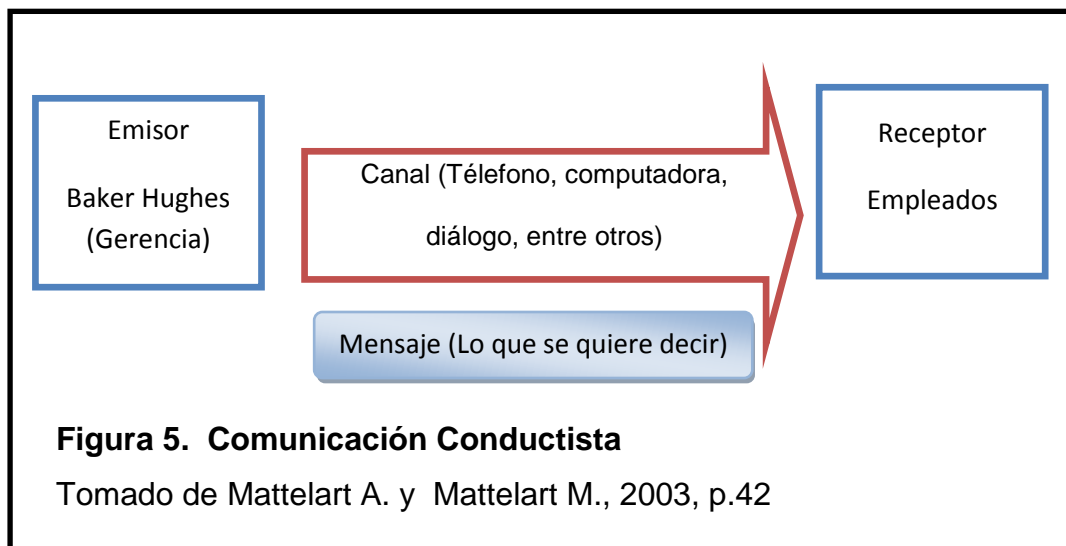 Emisor
Baker Hughes
(Gerencia)
Canal (Télefono, computadora,
diálogo, entre otros)
Mensaje (Lo que se quiere decir)
Receptor
Empleados
Figura 5.  Comunicación Conductista
Tomado de Mattelart A. y  Mattelart M., 2003, p.42